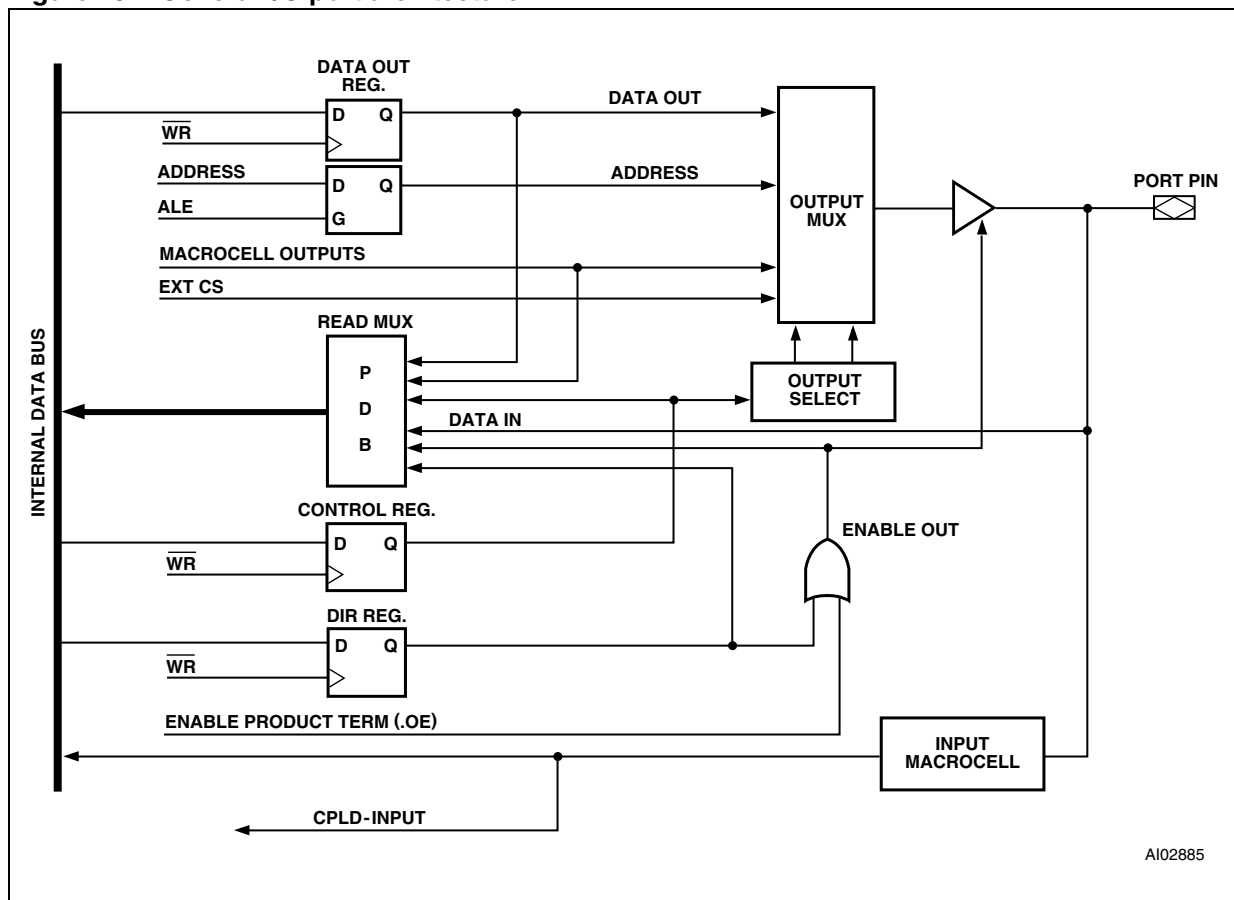 DATA OUT
REG.
D Q
WR
DATA OUT
ADDRESS
D Q
ADDRESS
ALE
G
OUTPUT
MUX
PORT PIN
MACROCELL OUTPUTS
EXT CS
READ MUX
P
D
B
OUTPUT
SELECT
DATA IN
INTERNAL DATA BUS
CONTROL REG.
D Q
WR
ENABLE OUT
DIR REG.
D Q
WR
ENABLE PRODUCT TERM (.OE)
INPUT
MACROCELL
CPLD-INPUT
AI02885